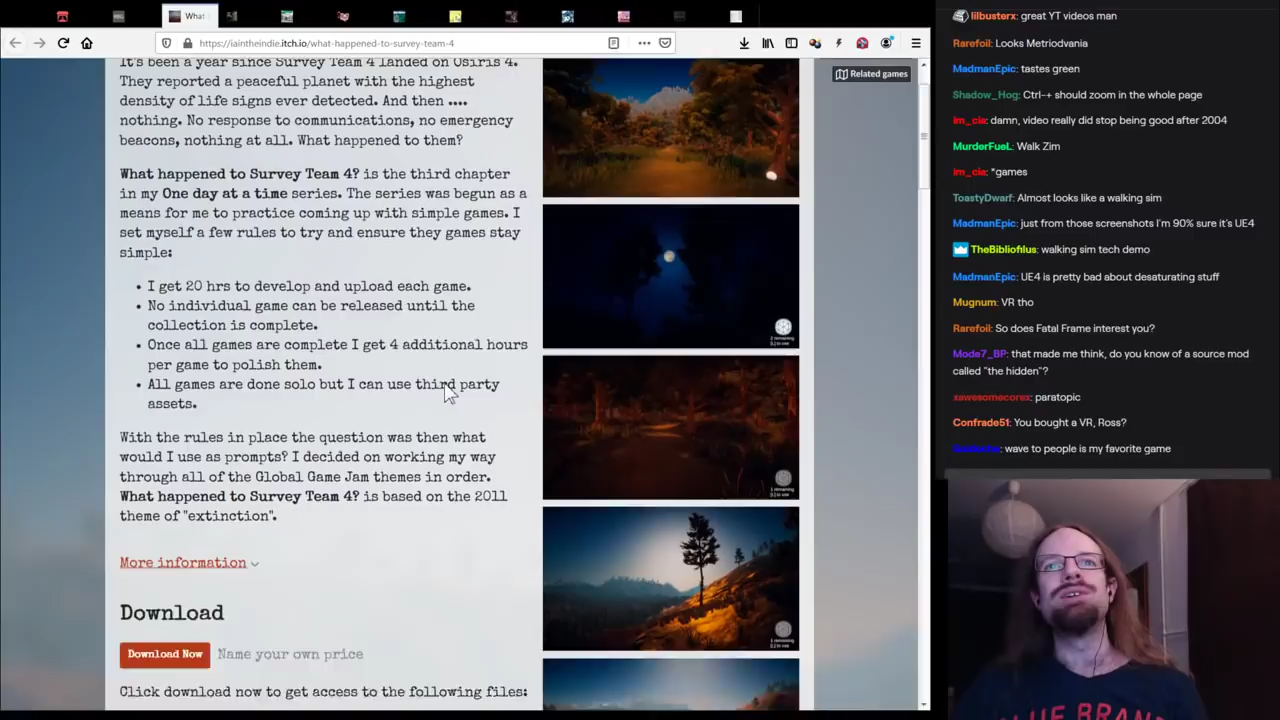 What
https://iaintheindie.itch.io/what-happened-to-survey-team-4
Related games
It's been a year since Survey Team 4 landed on Osiris 4.
They reported a peaceful planet with the highest
density of life signs ever detected. And then ....
nothing. No response to communications, no emergency
beacons, nothing at all. What happened to them?
What happened to Survey Team 4? is the third chapter
in my One day at a time series. The series was begun as a
means for me to practice coming up with simple games. I
set myself a few rules to try and ensure they games stay
simple:
• I get 20 hrs to develop and upload each game.
• No individual game can be released until the
collection is complete.
• Once all games are complete I get 4 additional hours
per game to polish them.
• All games are done solo but I can use third party
assets.
With the rules in place the question was then what
would I use as prompts? I decided on working my way
through all of the Global Game Jam themes in order.
What happened to Survey Team 4? is based on the 2011
theme of "extinction".
More information
Download
Download Now Name your own price
Click download now to get access to the following files:
lilbusterx: great YT videos man
Rarefoil: Looks Metriodvania
MadmanEpic: tastes green
Shadow_Hog: Ctrl-+ should zoom in the whole page
im_cia: damn, video really did stop being good after 2004
MurderFueL: Walk Zim
im_cia: *games
ToastyDwarf: Almost looks like a walking sim
MadmanEpic: just from those screenshots I'm 90% sure it's UE4
TheBibliofilus: walking sim tech demo
MadmanEpic: UE4 is pretty bad about desaturating stuff
Mugnum: VR tho
Rarefoil: So does Fatal Frame interest you?
Mode7_BP: that made me think, do you know of a source mod
called "the hidden"?
xawesomecorex: paratopic
Confrade51: You bought a VR, Ross?
wave to people is my favorite game
BLUE BRAN